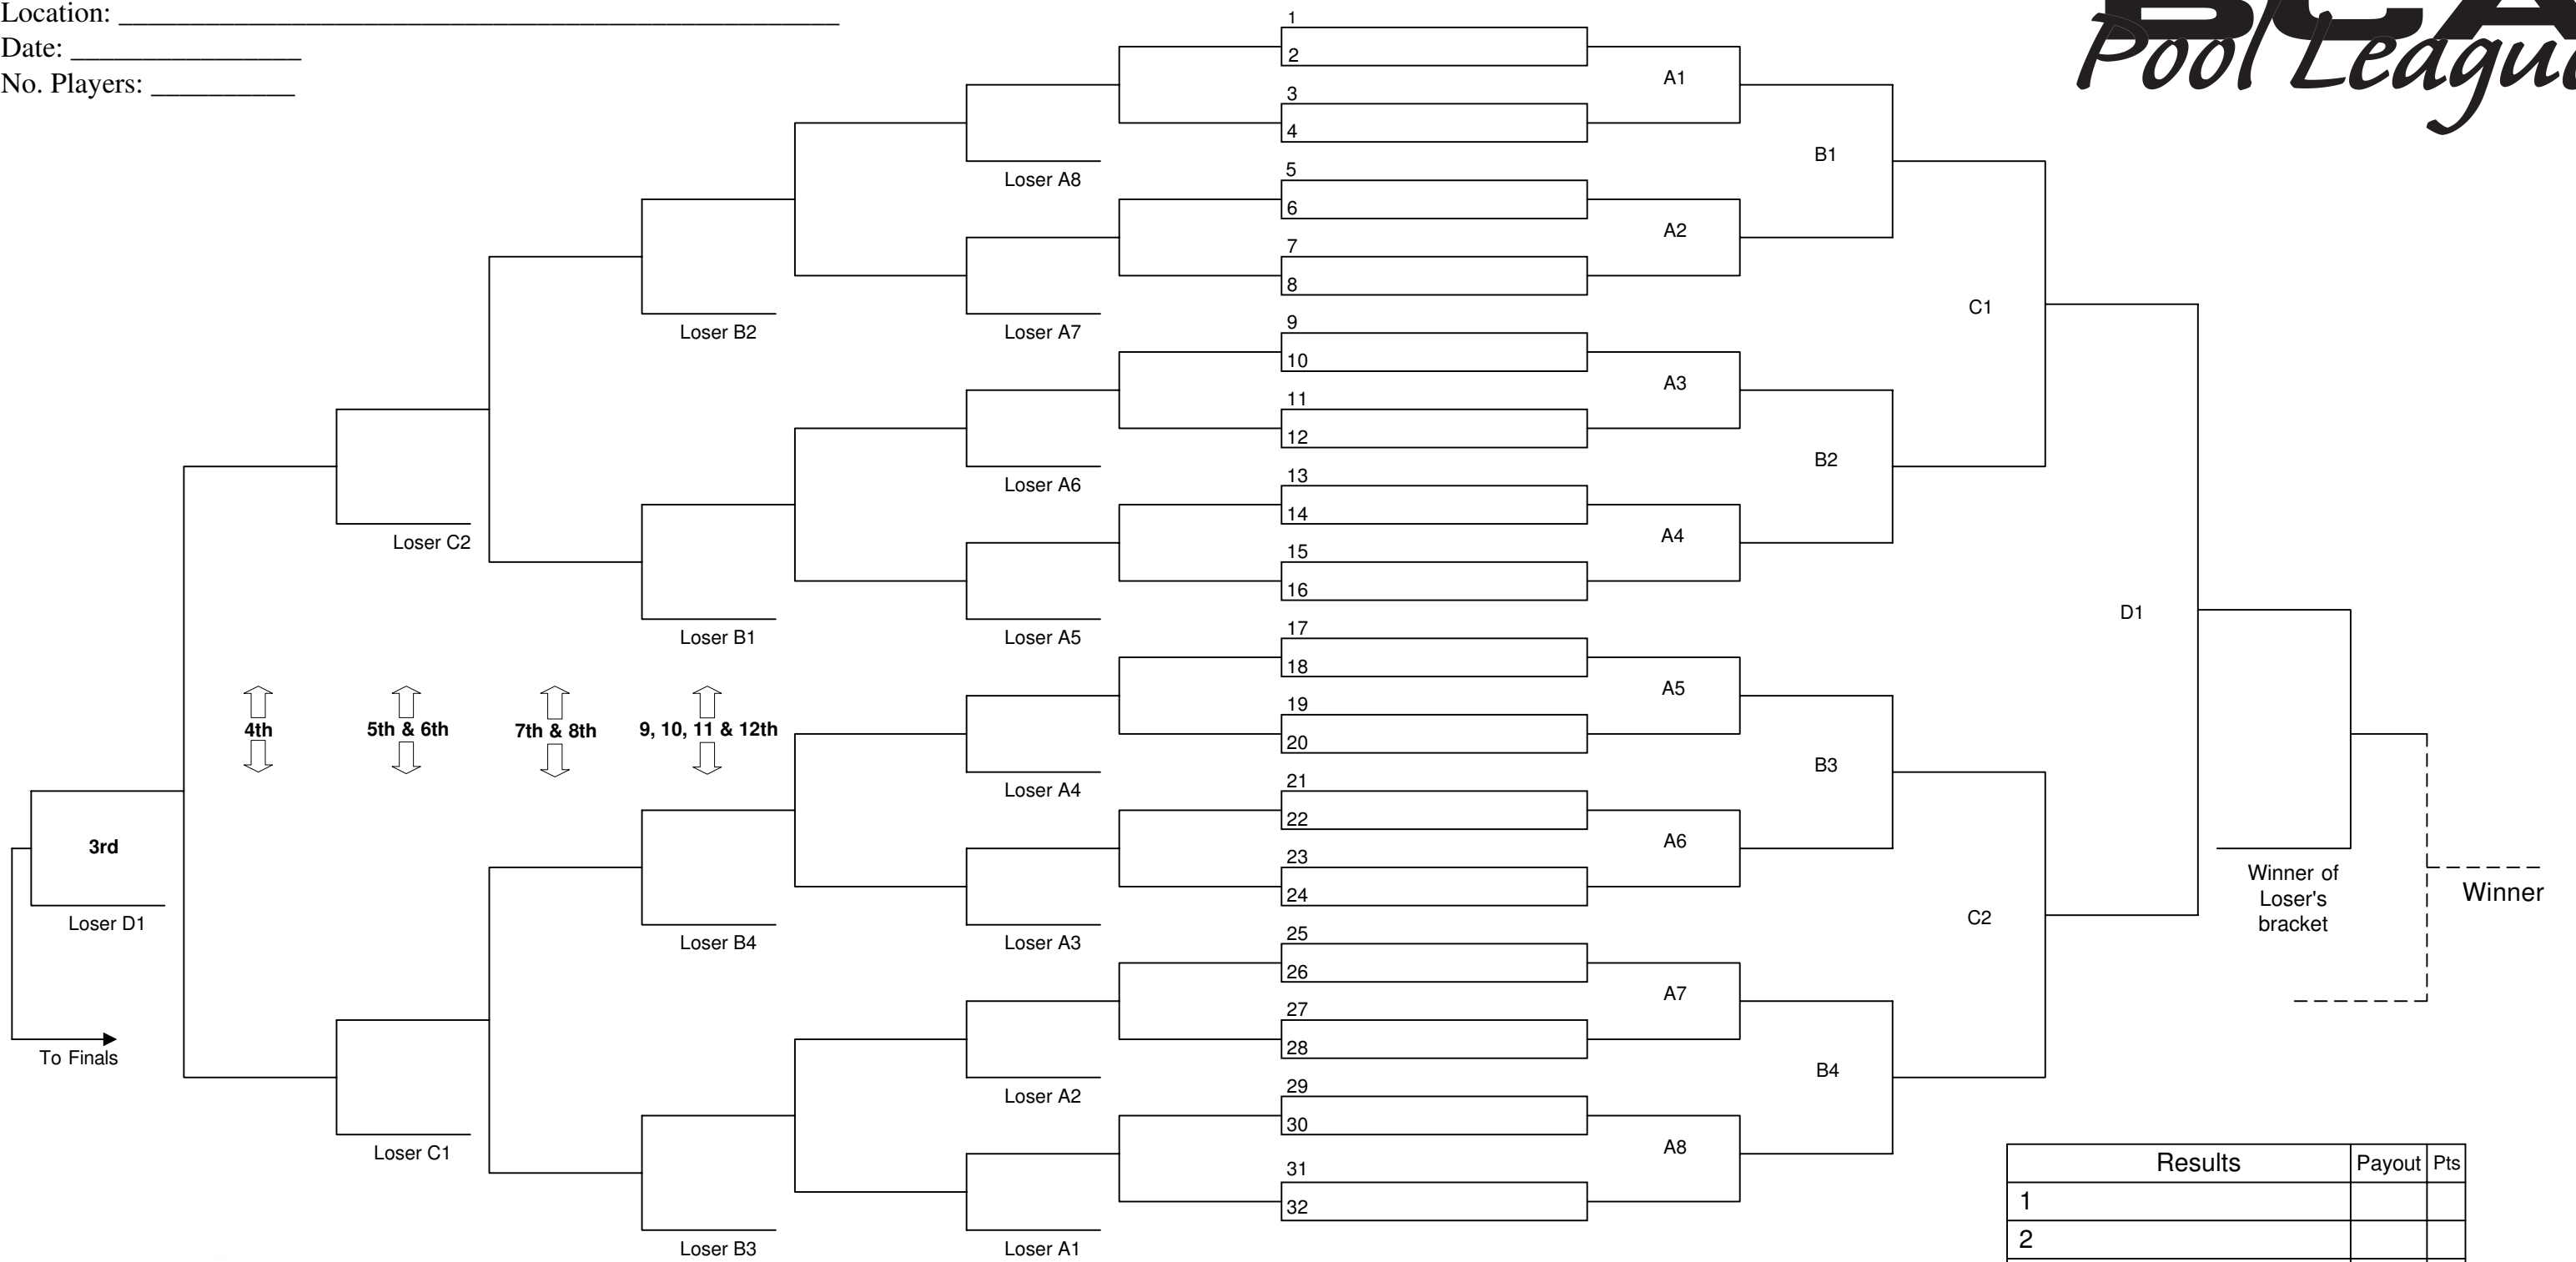 Location: ______________________________________________
Date: ________________
No. Players: __________
BCA
Pool League
1
2
A1
3
4
B1
5
Loser A8
6
A2
7
8
C1
9
Loser B2
Loser A7
10
A3
11
12
B2
13
Loser A6
14
A4
Loser C2
15
16
D1
17
Loser B1
Loser A5
18
A5
19
4th
5th & 6th
7th & 8th
9, 10, 11 & 12th
20
B3
21
Loser A4
22
A6
3rd
23
Winner of
Loser's
bracket
Winner
24
C2
25
Loser D1
Loser B4
Loser A3
26
A7
27
To Finals
28
B4
29
Loser A2
30
A8
Loser C1
31
32
Loser B3
Loser A1
Results Payout Pts
1
2